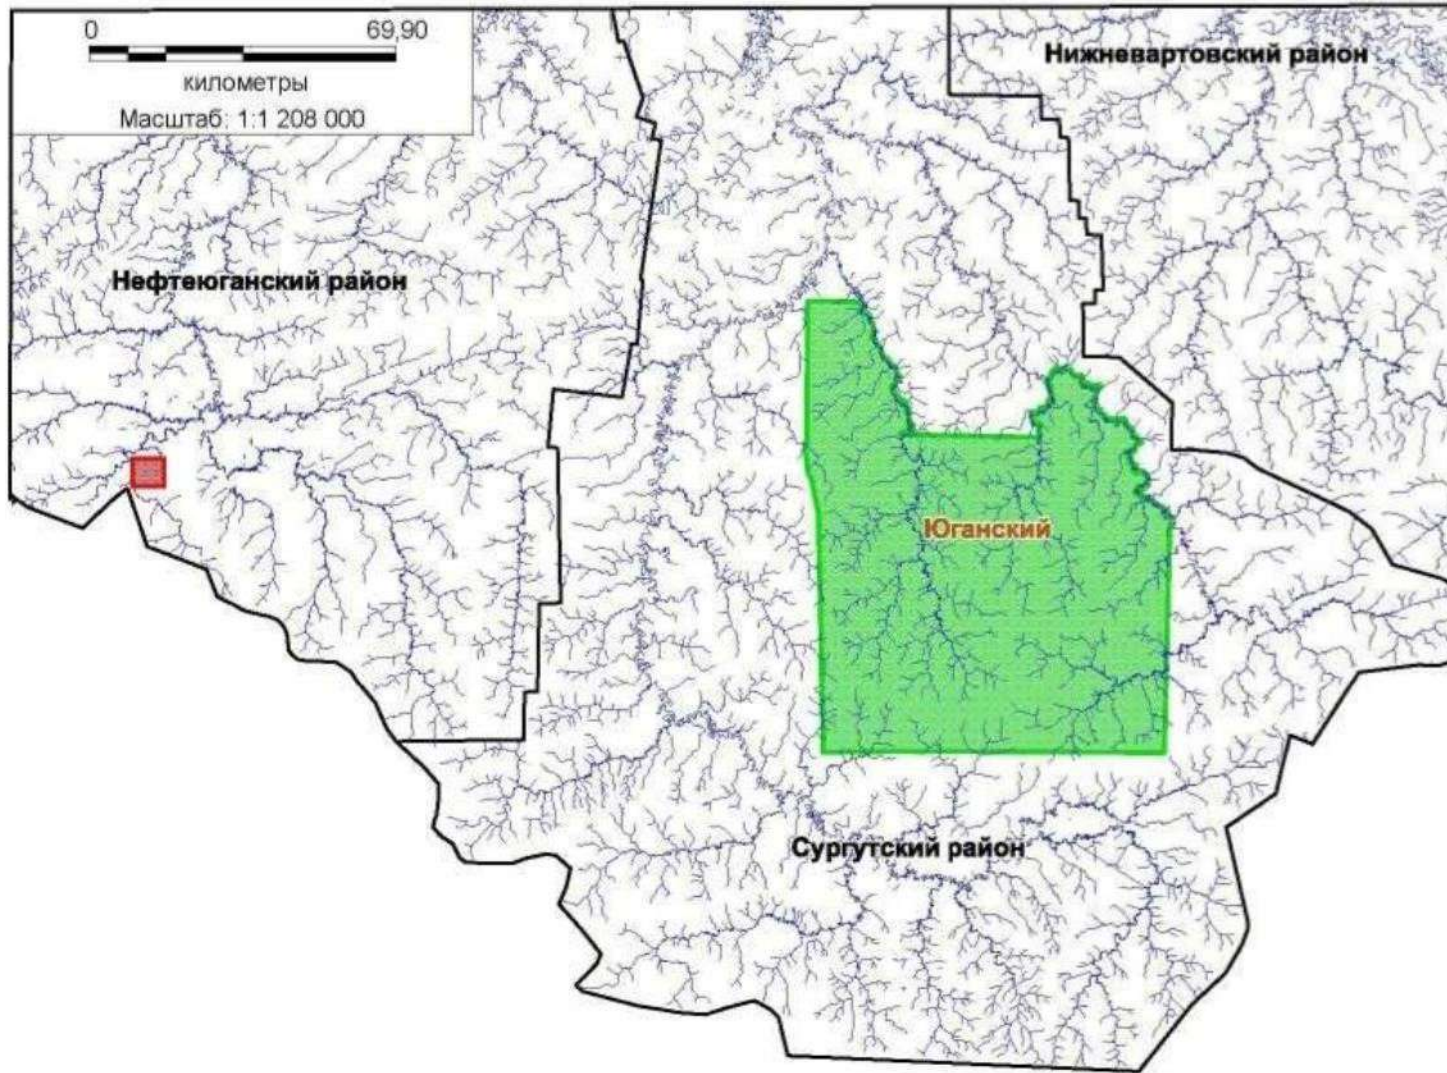 0 69,90
километры
Масштаб: 1:1 208 000
Нижневартовский район
Нефтеюганский район
Юганский
Сургутский район